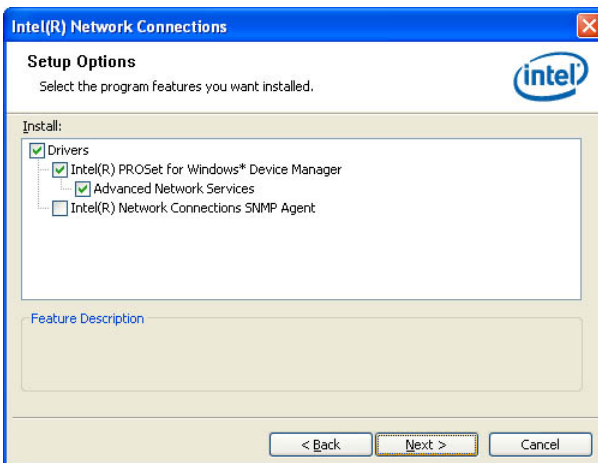 Intel(R) Network Connections
Setup Options
Select the program features you want installed.
intel
Install:
Drivers
Intel(R) PROSet for Windows* Device Manager
Advanced Network Services
Intel(R) Network Connections SNMP Agent
Feature Description
< Back
Next >
Cancel